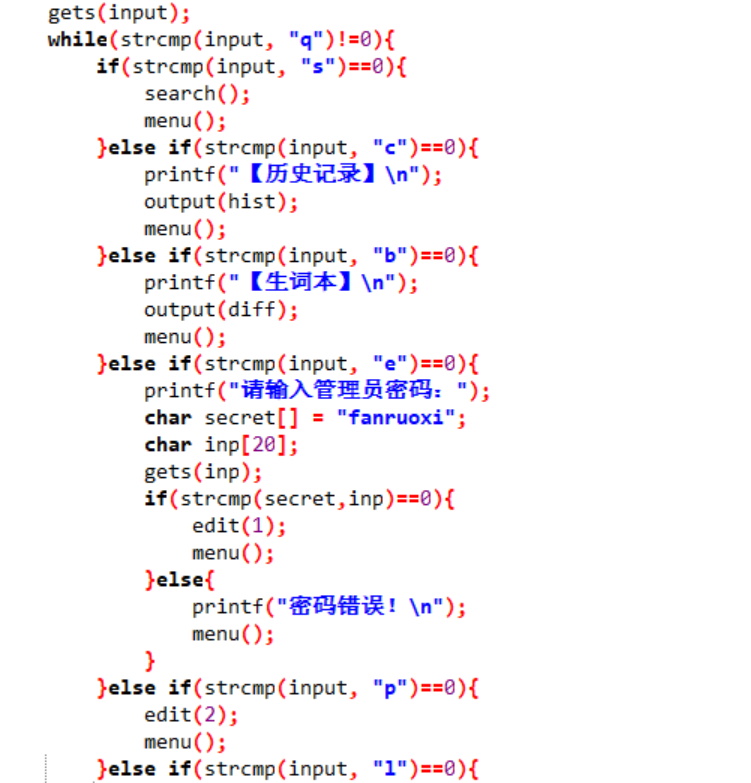 gets(input);
while(strcmp(input, "q")!=0){
if(strcmp(input, "s")==0){
search();
menu();
}else if(strcmp(input, "c")==0){
printf("【历史记录】\n");
output(hist);
menu();
}else if(strcmp(input, "b")==0){
printf("【生词本】\n");
output(diff);
menu();
}else if(strcmp(input, "e")==0){
printf("请输入管理员密码：");
char secret[] = "fanruoxi";
char inp[20];
gets(inp);
if(strcmp(secret,inp)==0){
edit(1);
menu();
}else{
printf("密码错误！\n");
menu();
}
}else if(strcmp(input, "p")==0){
edit(2);
menu();
}else if(strcmp(input, "l")==0){